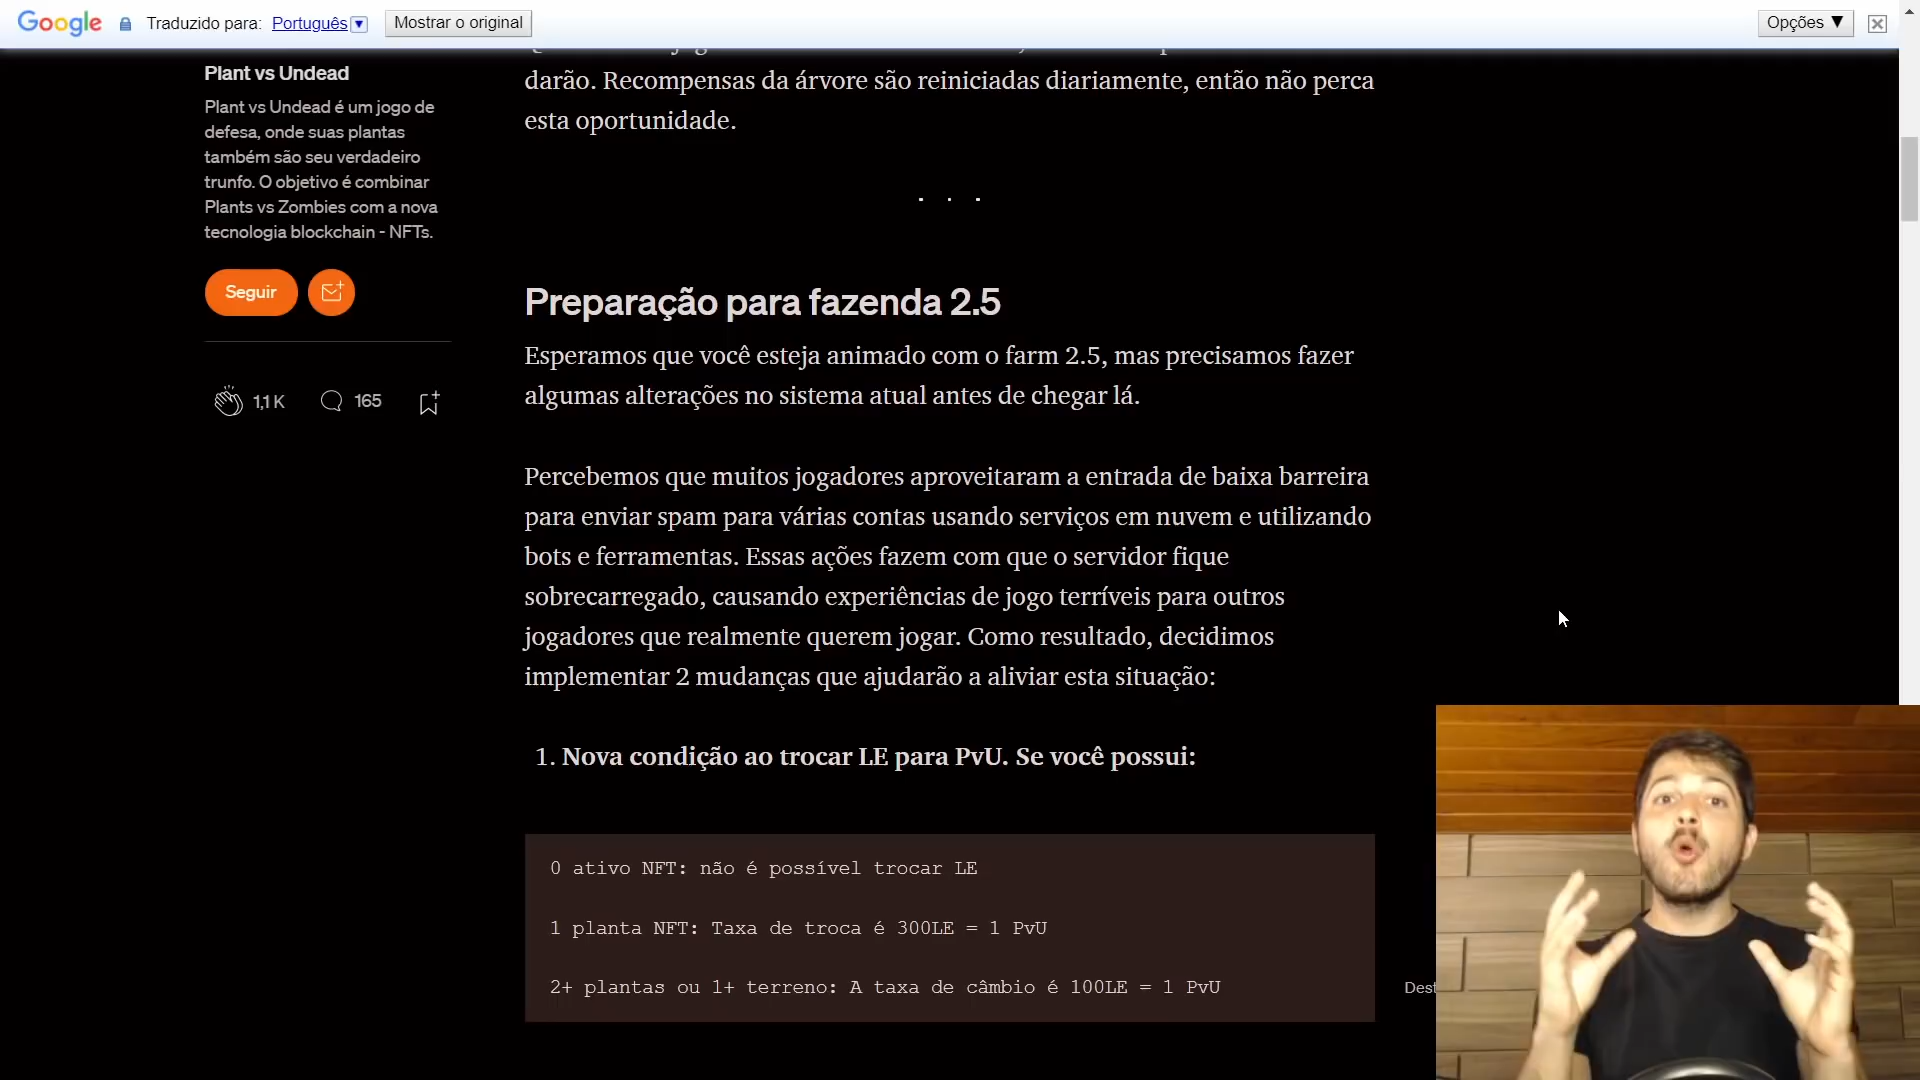 Google
Traduzido para: Português
Mostrar o original
Opções ▼
Plant vs Undead
Plant vs Undead é um jogo de
defesa, onde suas plantas
também são seu verdadeiro
trunfo. O objetivo é combinar
Plants vs Zombies com a nova
tecnologia blockchain - NFTs.
Seguir
1,1 K
165
darão. Recompensas da árvore são reiniciadas diariamente, então não perca
esta oportunidade.
. . .
Preparação para fazenda 2.5
Esperamos que você esteja animado com o farm 2.5, mas precisamos fazer
algumas alterações no sistema atual antes de chegar lá.
Percebemos que muitos jogadores aproveitaram a entrada de baixa barreira
para enviar spam para várias contas usando serviços em nuvem e utilizando
bots e ferramentas. Essas ações fazem com que o servidor fique
sobrecarregado, causando experiências de jogo terríveis para outros
jogadores que realmente querem jogar. Como resultado, decidimos
implementar 2 mudanças que ajudarão a aliviar esta situação:
1. Nova condição ao trocar LE para PvU. Se você possui:
0 ativo NFT: não é possível trocar LE
1 planta NFT: Taxa de troca é 300LE = 1 PvU
2+ plantas ou 1+ terreno: A taxa de câmbio é 100LE = 1 PvU
Dest